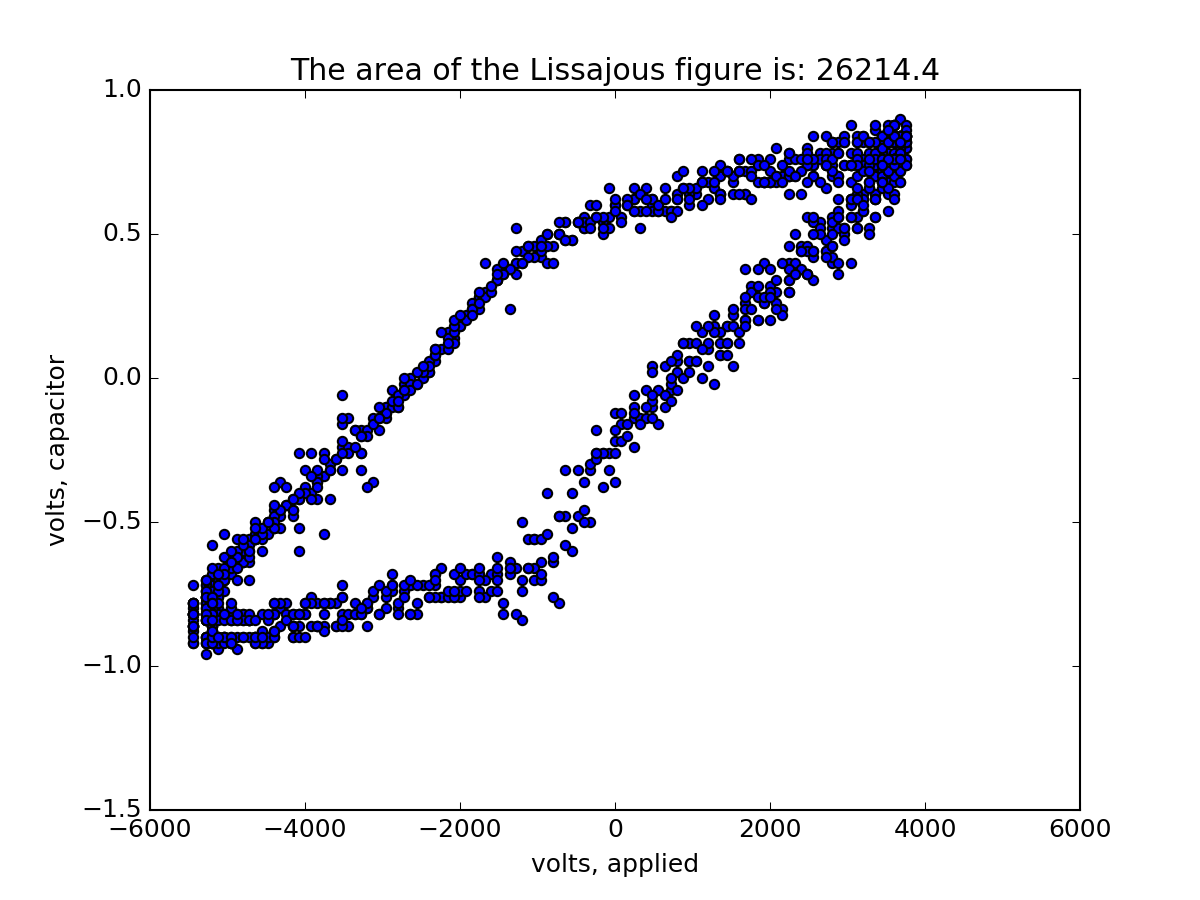 The area of the Lissajous figure is: 26214.4
1.0
0.5
0.0
−0.5
−1.0
−1.5
volts, capacitor
−6000 −4000 −2000 0 2000 4000 6000
volts, applied